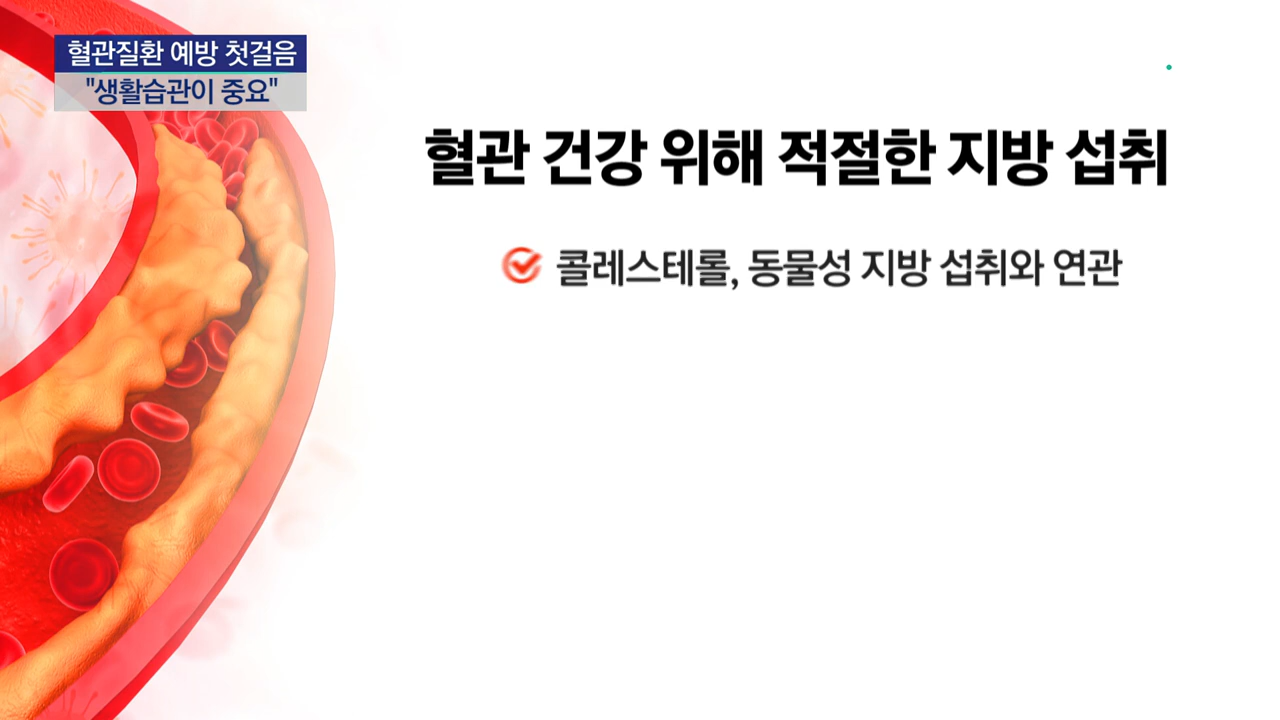 혈관질환 예방 첫걸음
"생활습관이 중요"
혈관 건강 위해 적절한 지방 섭취
콜레스테롤, 동물성 지방 섭취와 연관